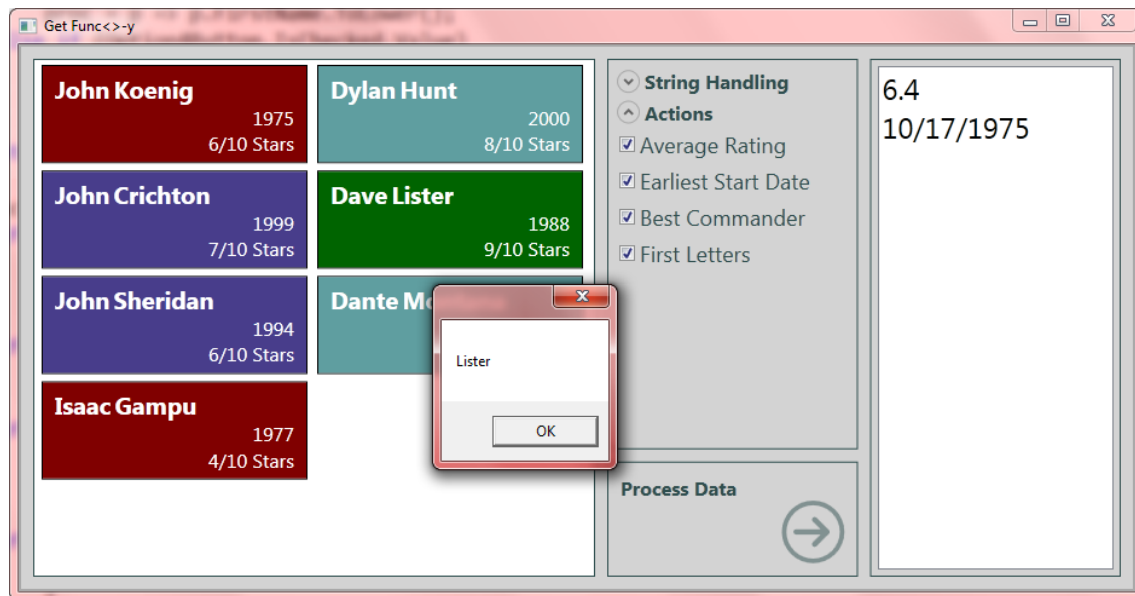 Get Func<>-y
John Koenig
1975
6/10 Stars
Dylan Hunt
2000
8/10 Stars
John Crichton
1999
7/10 Stars
Dave Lister
1988
9/10 Stars
John Sheridan
1994
6/10 Stars
Dante
Isaac Gampu
1977
4/10 Stars
Lister
OK
String Handling
Actions
Average Rating
Earliest Start Date
Best Commander
First Letters
Process Data
6.4
10/17/1975